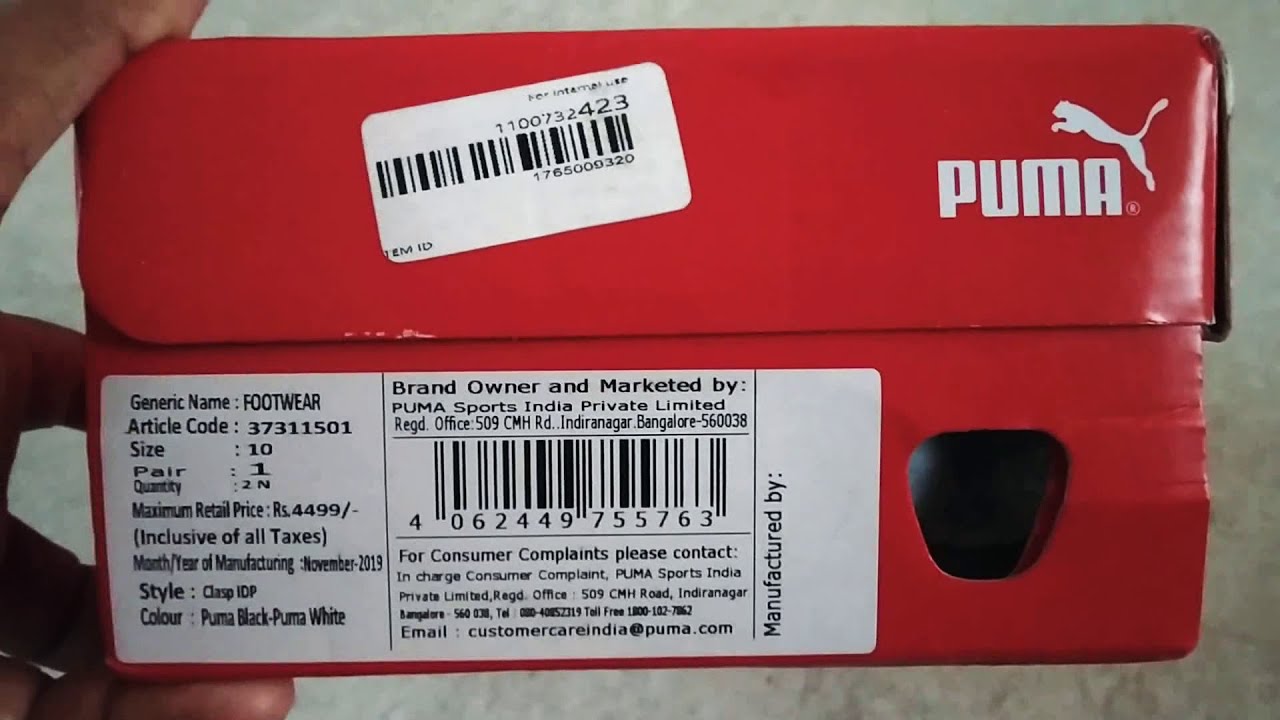 For internal use
1100732423
1765009320
TEM ID
PUMA®
Generic Name : FOOTWEAR
Article Code : 37311501
Size : 10
Pair : 1
Quantity : 2 N
Maximum Retail Price : Rs.4499/-
(Inclusive of all Taxes)
Month/Year of Manufacturing :November-2019
Style : Clasp IDP
Colour : Puma Black-Puma White
Brand Owner and Marketed by:
PUMA Sports India Private Limited
Regd. Office:509 CMH Rd..Indiranagar.Bangalore-560038
4 062449 755763
For Consumer Complaints please contact:
In charge Consumer Complaint, PUMA Sports India
Private Limited,Regd. Office : 509 CMH Road, Indiranagar
Bangalore - 560 038, Tel : 080-40852319 Toll Free 1800-102-7862
Email : customercareindia@puma.com
Manufactured by: